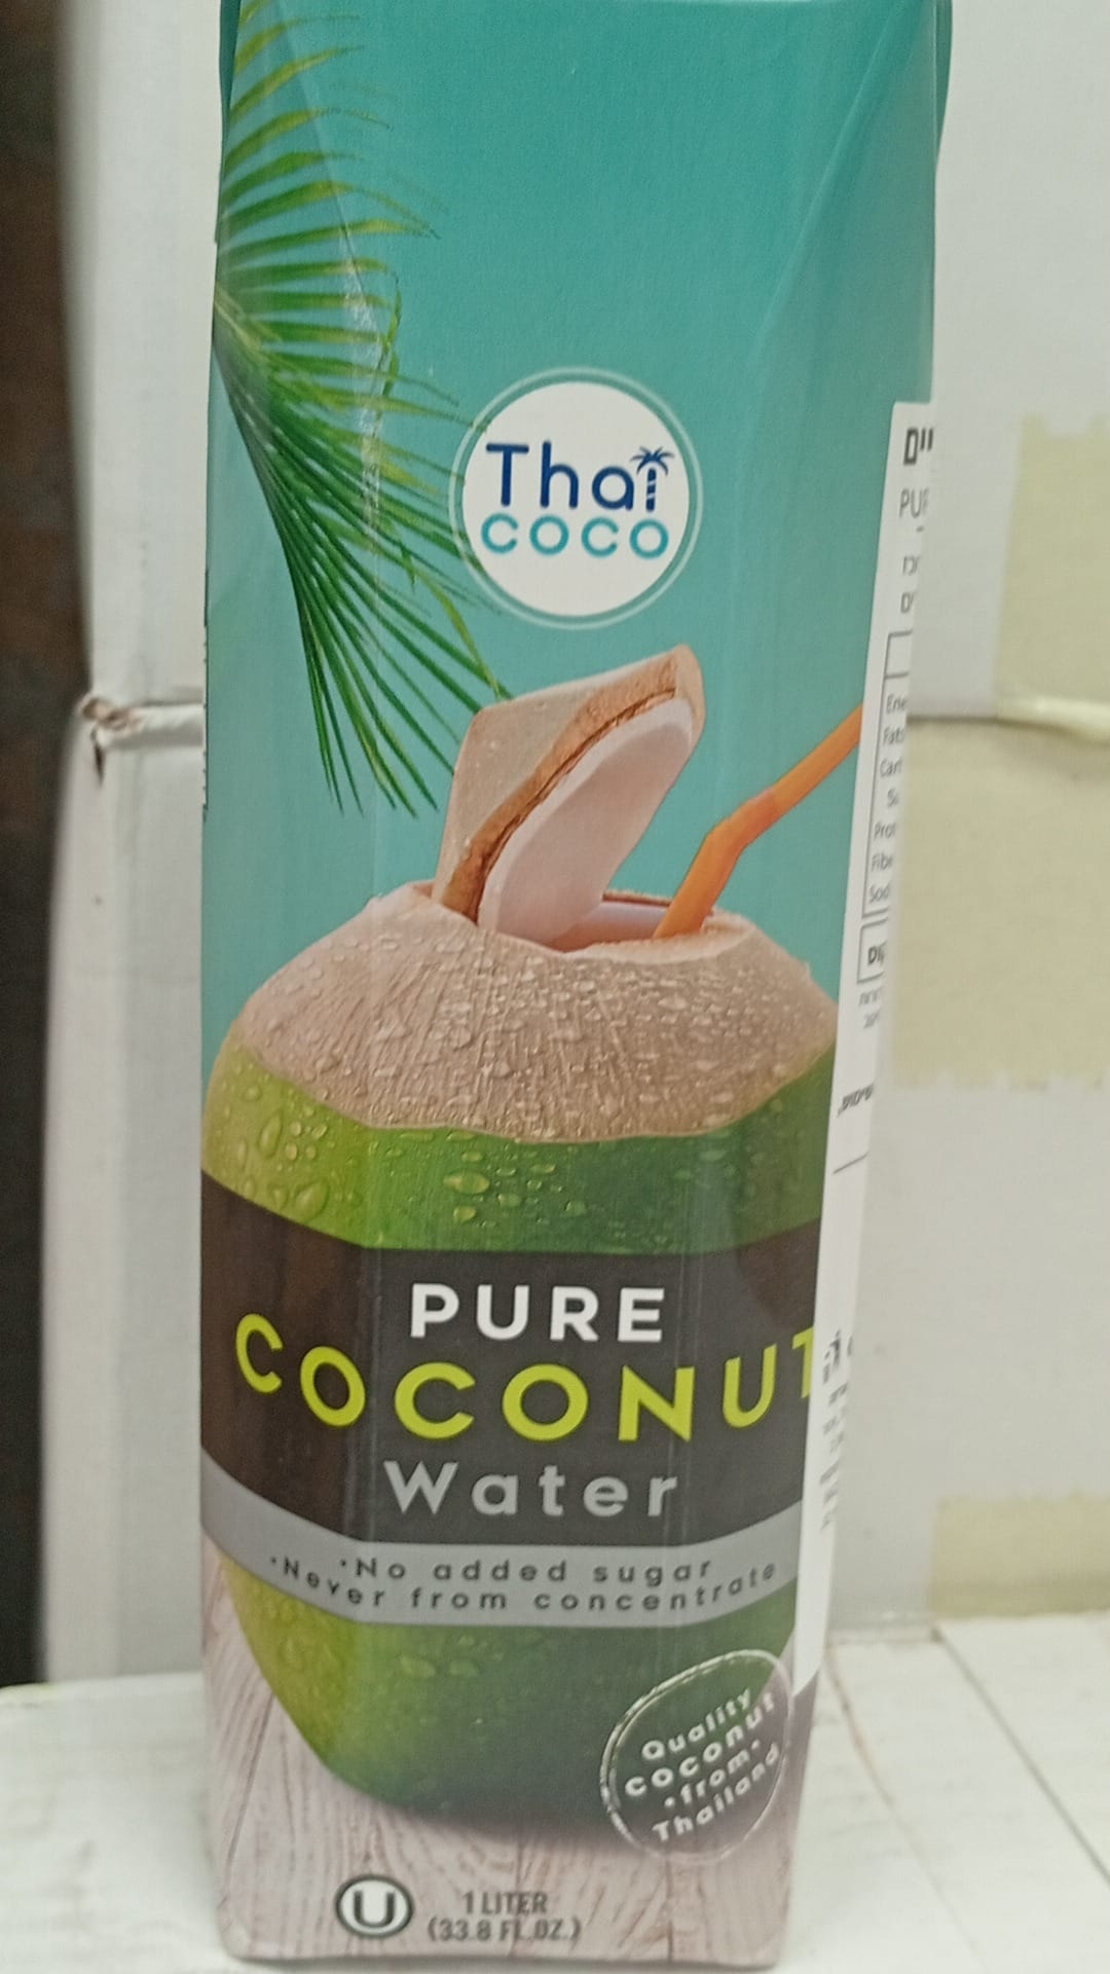 Thai
COCO
PURE
COCONUT
Water
·No added sugar
·Never from concentrate
Quality
coconut
·from·
Thailand
U
1 LITER
(33.8 FL.OZ.)